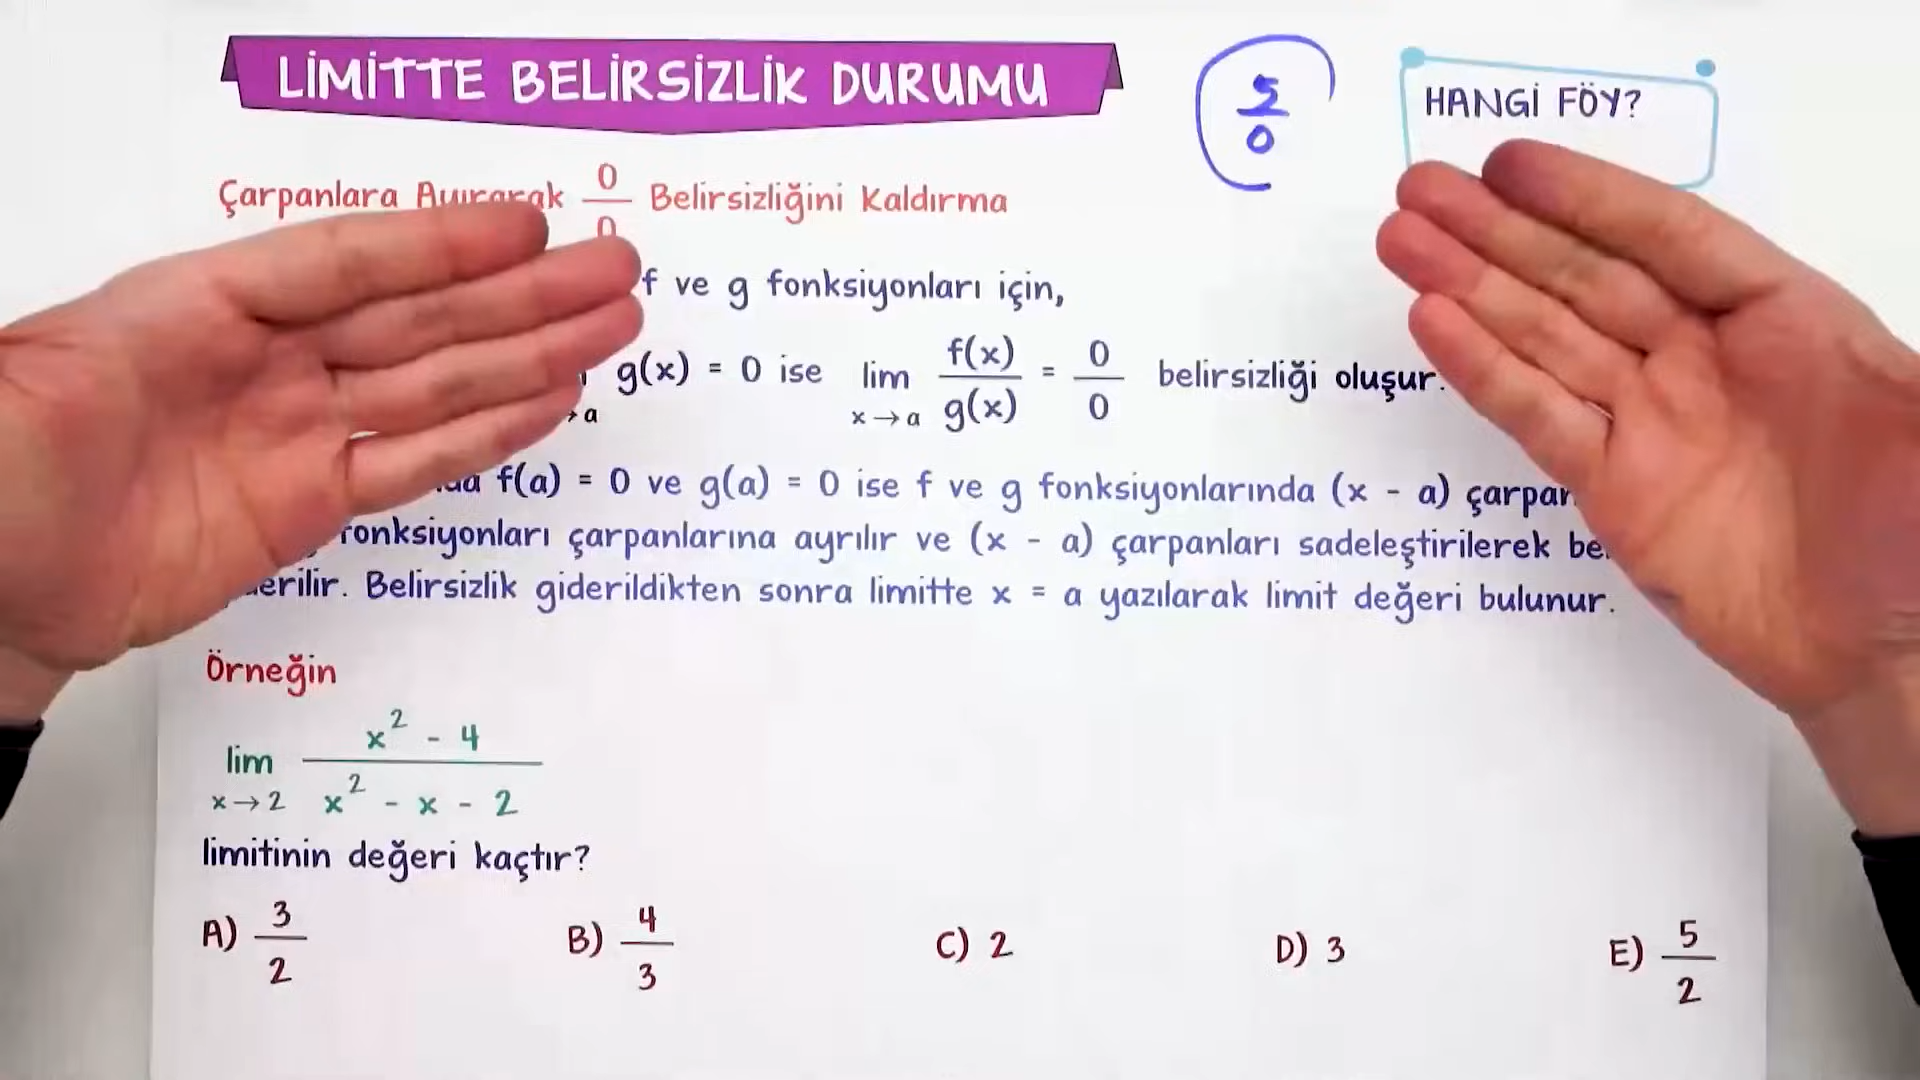 LİMİTTE BELİRSİZLİK DURUMU
5/0
HANGİ FÖY?
Çarpanlara Ayırarak 0/0 Belirsizliğini Kaldırma
f ve g fonksiyonları için,
g(x) = 0 ise lim x→a f(x)/g(x) = 0/0 belirsizliği oluşur.
→a
f(a) = 0 ve g(a) = 0 ise f ve g fonksiyonlarında (x - a)
fonksiyonları çarpanlarına ayrılır ve (x - a) çarpanları sadeleştirilerek
Belirsizlik giderildikten sonra limitte x = a yazılarak limit değeri bulunur.
Örneğin
lim x→2 x² - 4 / x² - x - 2
limitinin değeri kaçtır?
A) 3/2 B) 4/3 C) 2 D) 3 E) 5/2